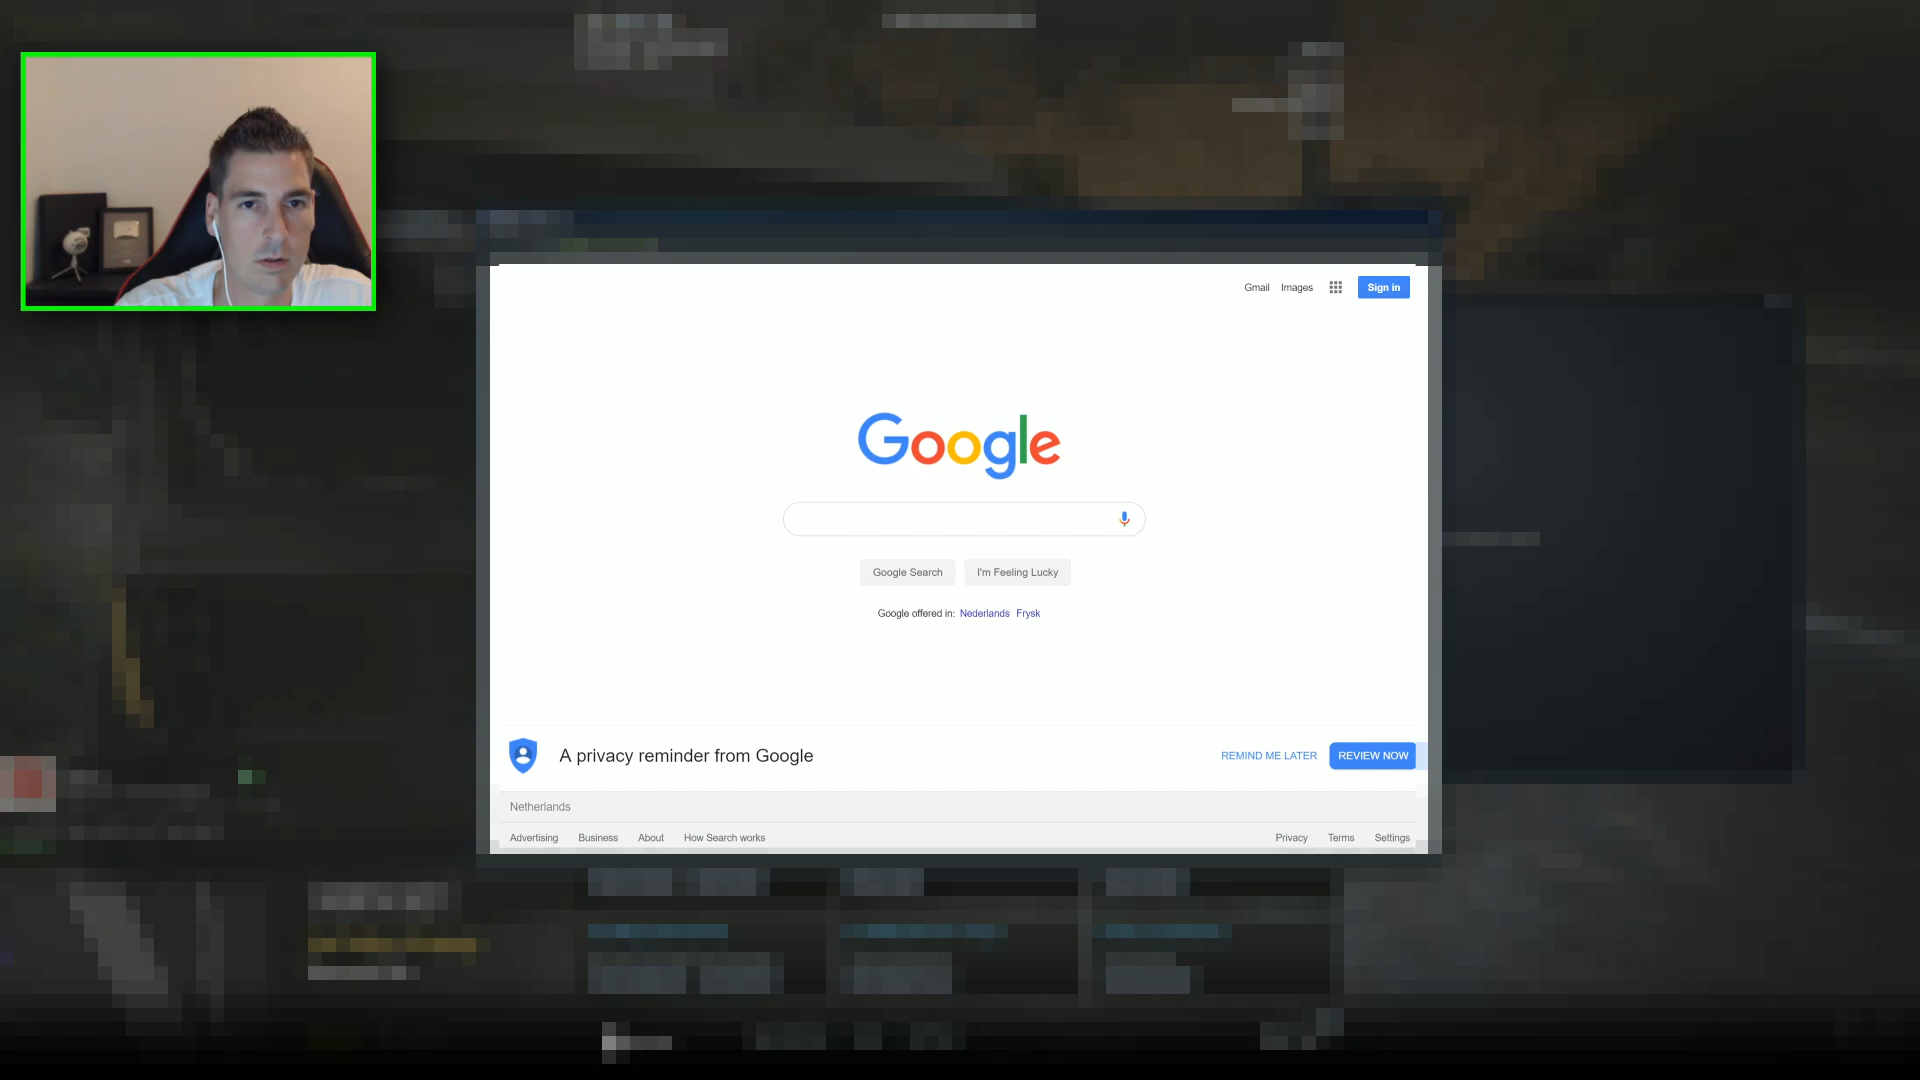 Gmail Images Sign in
Google
Google Search I'm Feeling Lucky
Google offered in: Nederlands Frysk
A privacy reminder from Google REMIND ME LATER REVIEW NOW
Netherlands
Advertising Business About How Search works Privacy Terms Settings